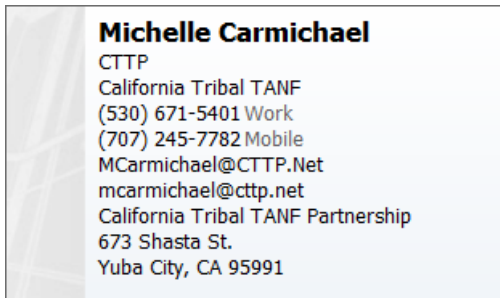 Michelle Carmichael
CTTP
California Tribal TANF
(530) 671-5401 Work
(707) 245-7782 Mobile
MCarmichael@CTTP.Net
mcarmichael@cttp.net
California Tribal TANF Partnership
673 Shasta St.
Yuba City, CA 95991